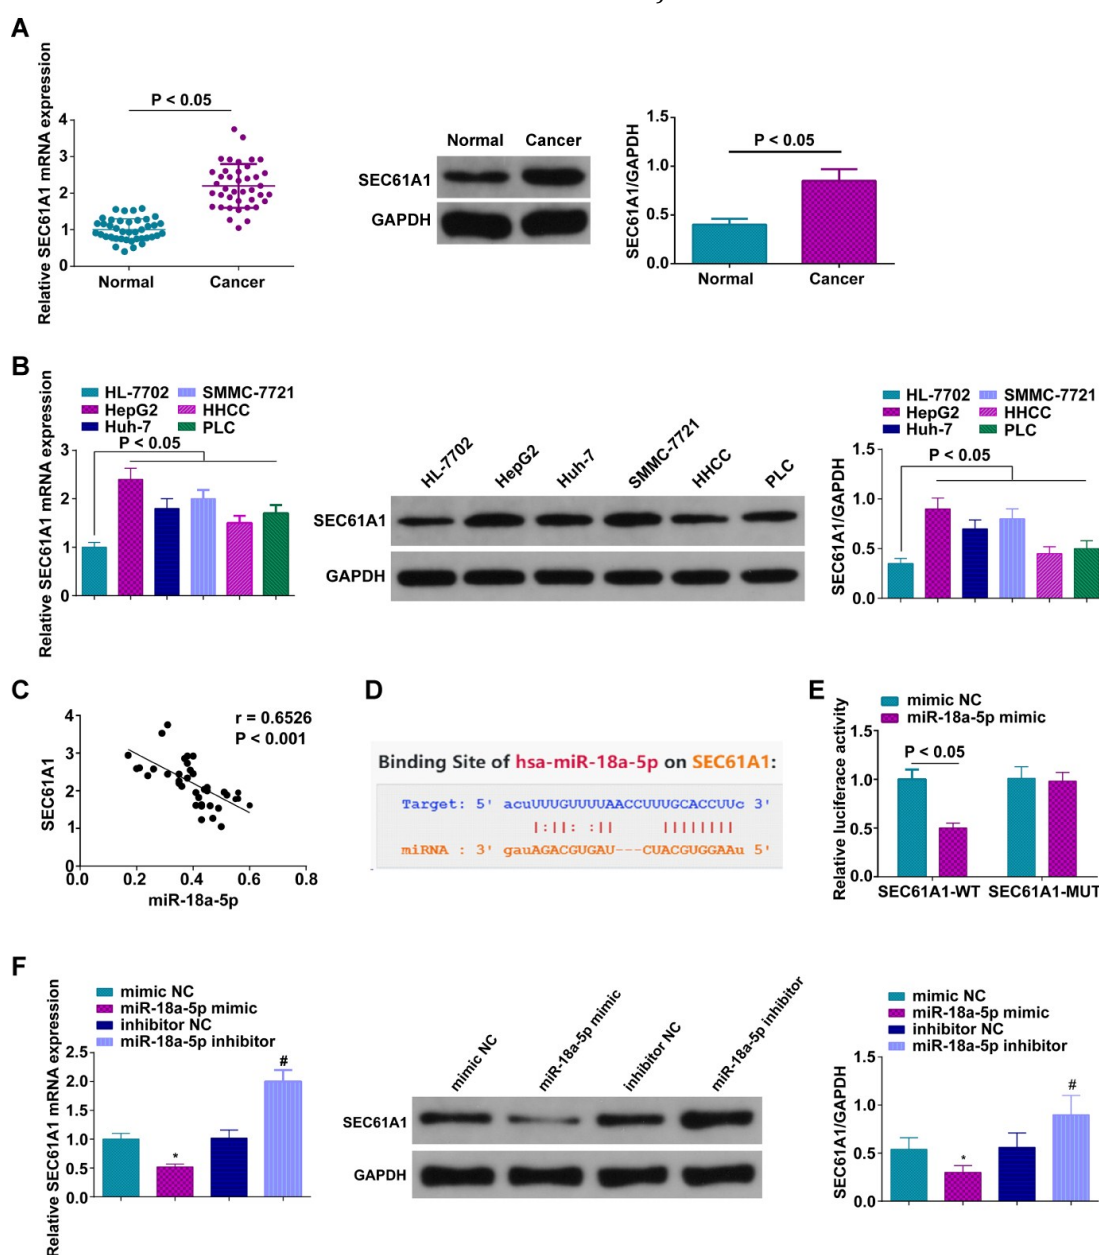 A
Relative SEC61A1 mRNA expression
P < 0.05
4
3
2
1
0
Normal
Cancer
Normal Cancer
SEC61A1
GAPDH
SEC61A1/GAPDH
1.5
1.0
0.5
0.0
P < 0.05
Normal
Cancer
B
Relative SEC61A1 mRNA expression
HL-7702 SMMC-7721
HepG2 HHCC
Huh-7 PLC
P < 0.05
3
2
1
0
HL-7702
HepG2
Huh-7
SMMC-7721
HHCC
PLC
SEC61A1
GAPDH
SEC61A1/GAPDH
HL-7702 SMMC-7721
HepG2 HHCC
Huh-7 PLC
1.5
1.0
0.5
0.0
P < 0.05
C
SEC61A1
4
3
2
1
0
r = 0.6526
P < 0.001
0.0 0.2 0.4 0.6 0.8
miR-18a-5p
D
Binding Site of hsa-miR-18a-5p on SEC61A1:
Target: 5' acuUUUGUUUUAACCUUUGCACCUUc 3'
|:||: :|| ||||||||
miRNA : 3' gauAGACGUGAU---CUACGUGGAAu 5'
E
mimic NC
miR-18a-5p mimic
Relative luciferace activity
1.5
1.0
0.5
0.0
P < 0.05
SEC61A1-WT SEC61A1-MUT
F
Relative SEC61A1 mRNA expression
mimic NC
miR-18a-5p mimic
inhibitor NC
miR-18a-5p inhibitor
2.5
2.0
1.5
1.0
0.5
0.0
*
#
mimic NC
miR-18a-5p mimic
inhibitor NC
miR-18a-5p inhibitor
SEC61A1
GAPDH
SEC61A1/GAPDH
mimic NC
miR-18a-5p mimic
inhibitor NC
miR-18a-5p inhibitor
1.5
1.0
0.5
0.0
*
#